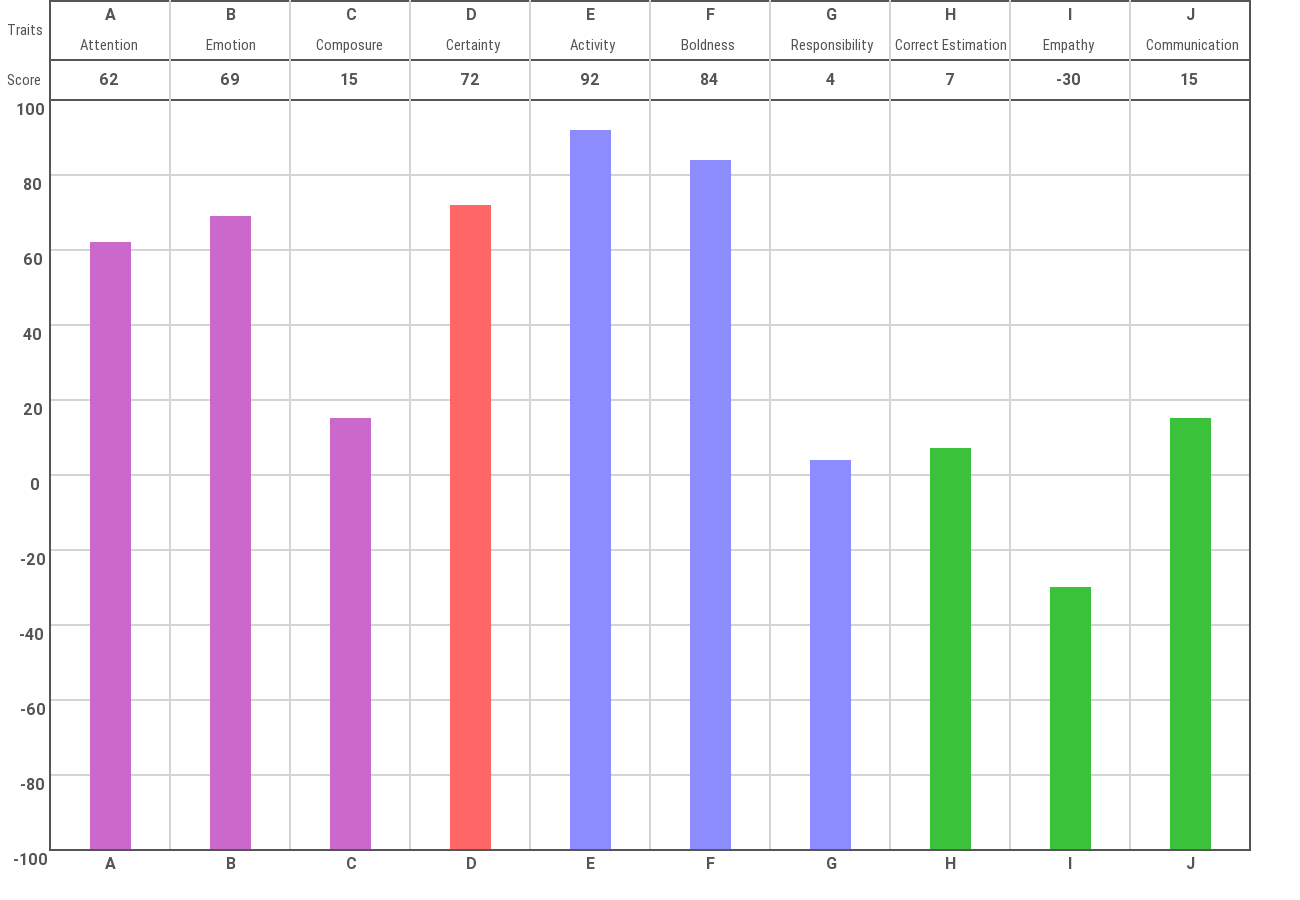 A B C D E F G H I J
Traits
Attention Emotion Composure Certainty Activity Boldness Responsibility Correct Estimation Empathy Communication
Score 62 69 15 72 92 84 4 7 -30 15
100
80
60
40
20
0
-20
-40
-60
-80
-100
A B C D E F G H I J